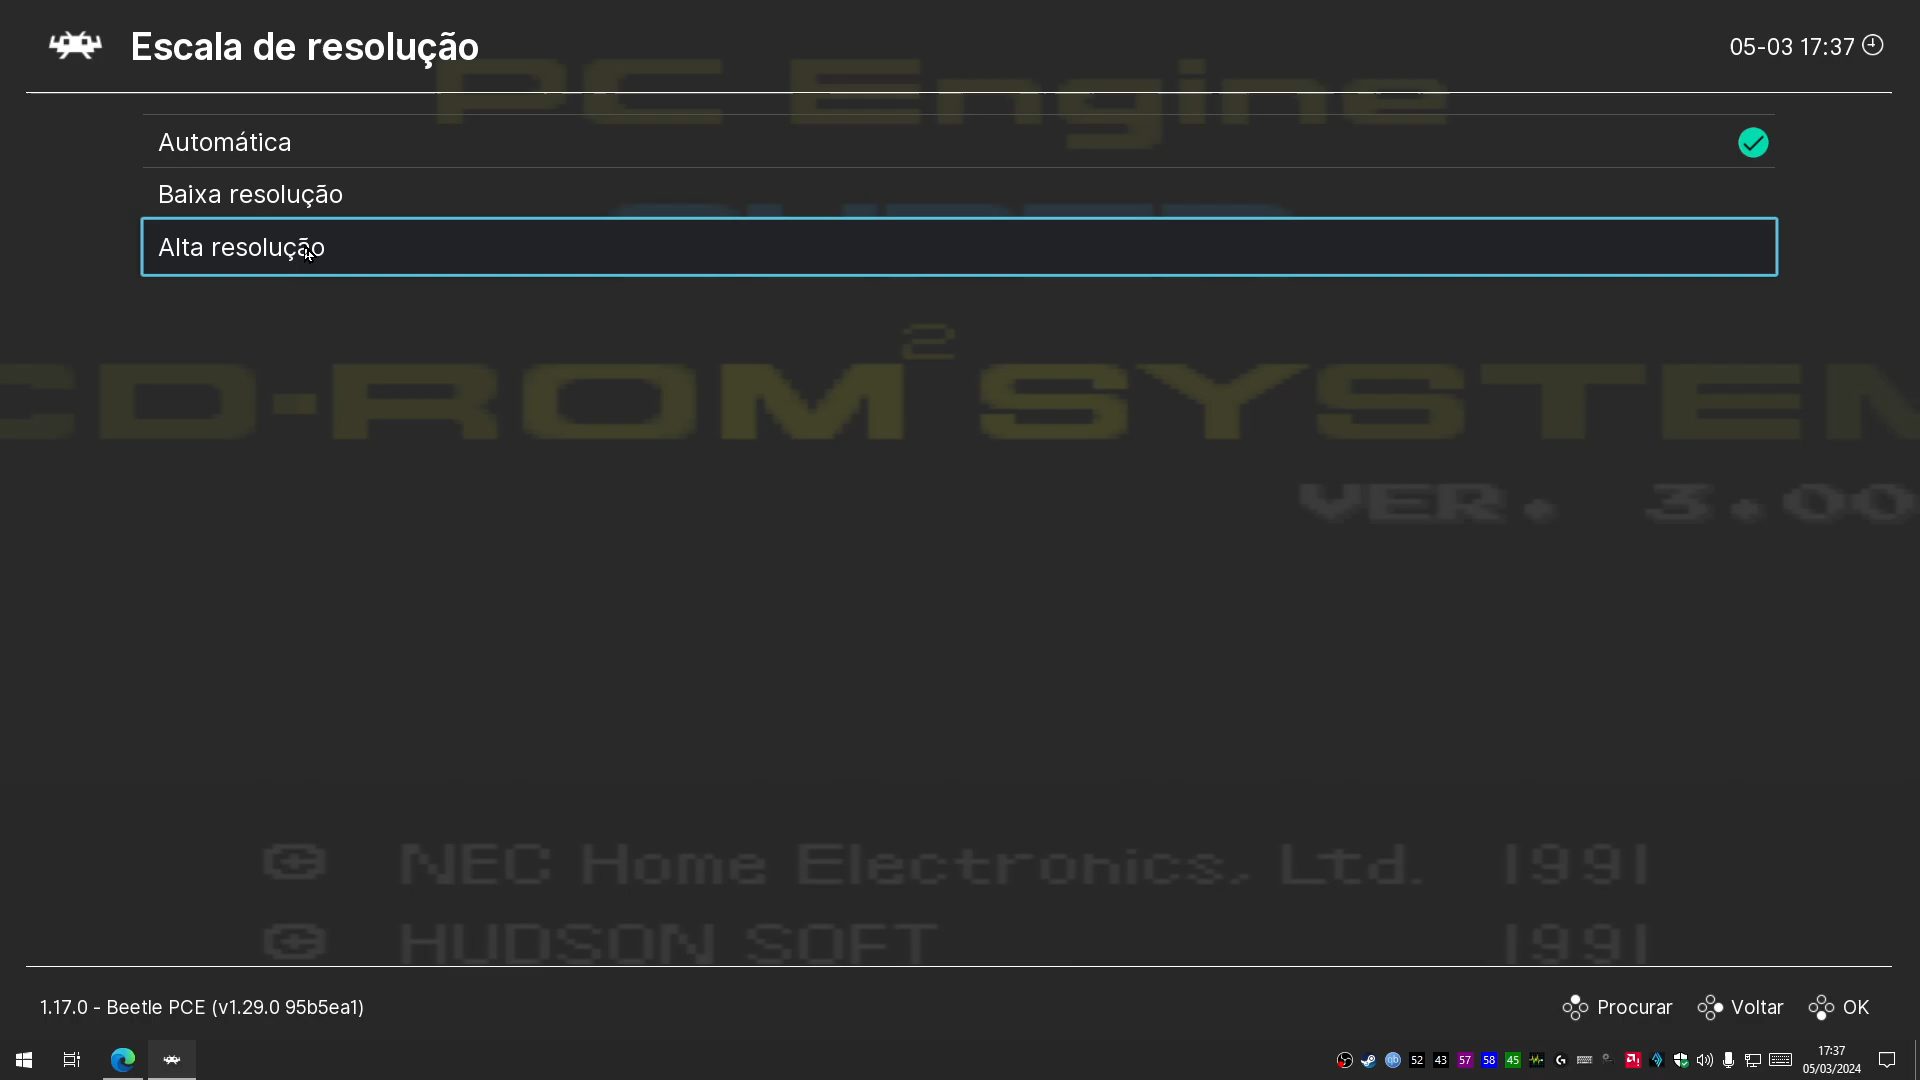 Escala de resolução
05-03 17:37
PC Engine
Automática
Baixa resolução
Alta resolução
CD-ROM² SYSTEM
VER. 3.00
© NEC Home Electronics, Ltd. 1991
© HUDSON SOFT 1991
1.17.0 - Beetle PCE (v1.29.0 95b5ea1)
Procurar Voltar OK
52 43 57 58 45
17:37
05/03/2024